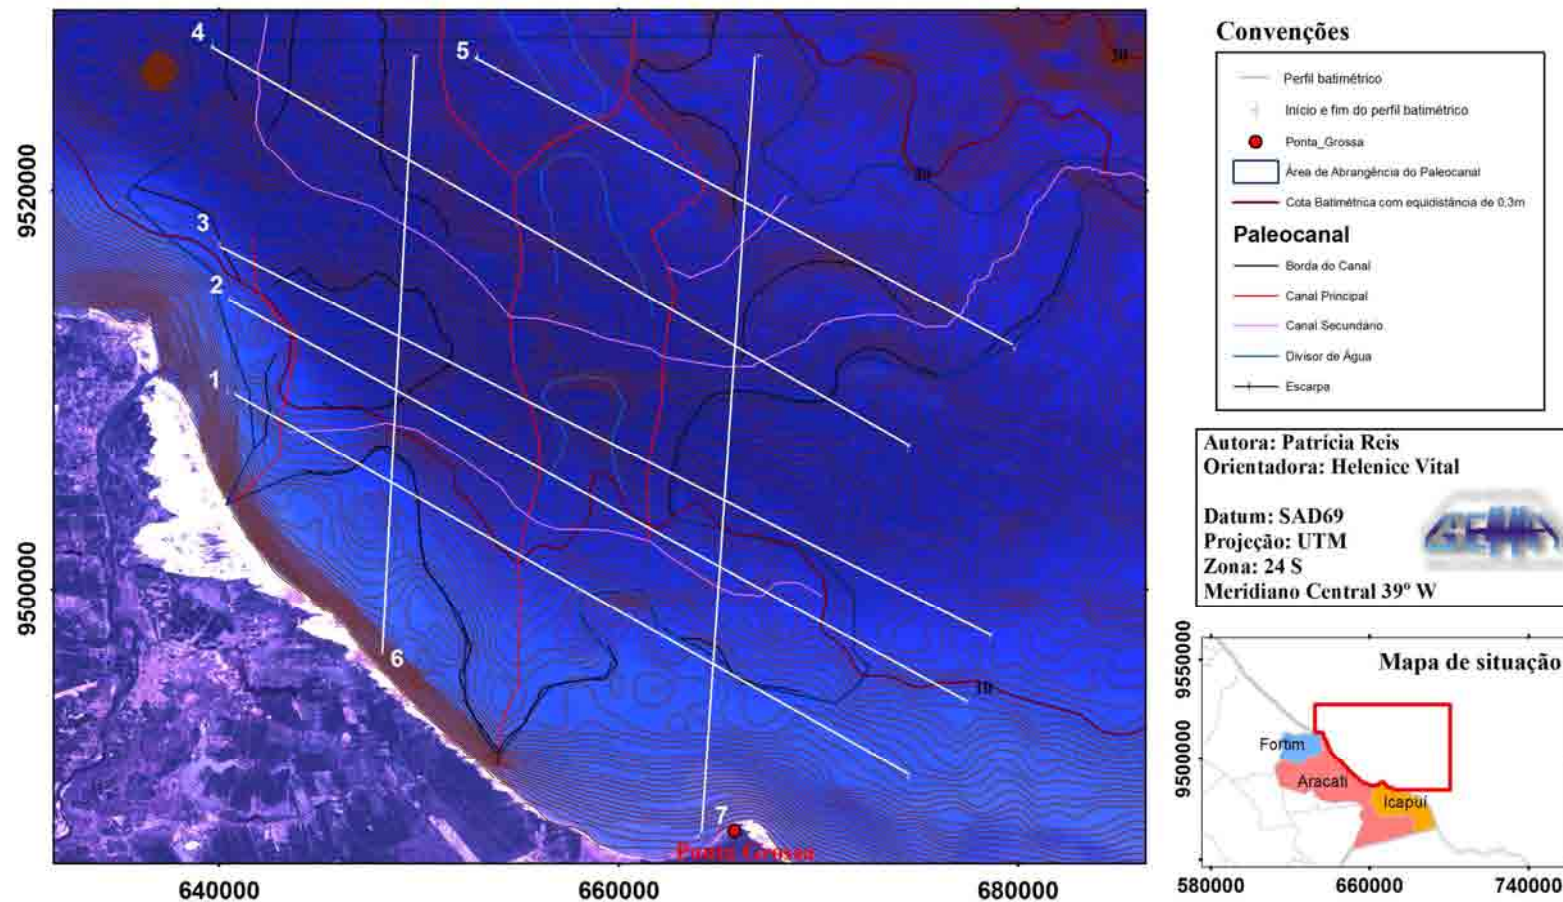 4
5
10
3
2
1
10
6
10
7
Ponta Grossa
9520000
9500000
640000
660000
680000
Convenções
Perfil batimétrico
Início e fim do perfil batimétrico
Ponta_Grossa
Área de Abrangência do Paleocanal
Cota Batimétrica com equidistância de 0,3m
Paleocanal
Borda do Canal
Canal Principal
Canal Secundário
Divisor de Água
Escarpa
Autora: Patrícia Reis
Orientadora: Helenice Vital
Datum: SAD69
Projeção: UTM
Zona: 24 S
Meridiano Central 39º W
Mapa de situação
Fortim
Aracati
Icapuí
9550000
9500000
580000
660000
740000